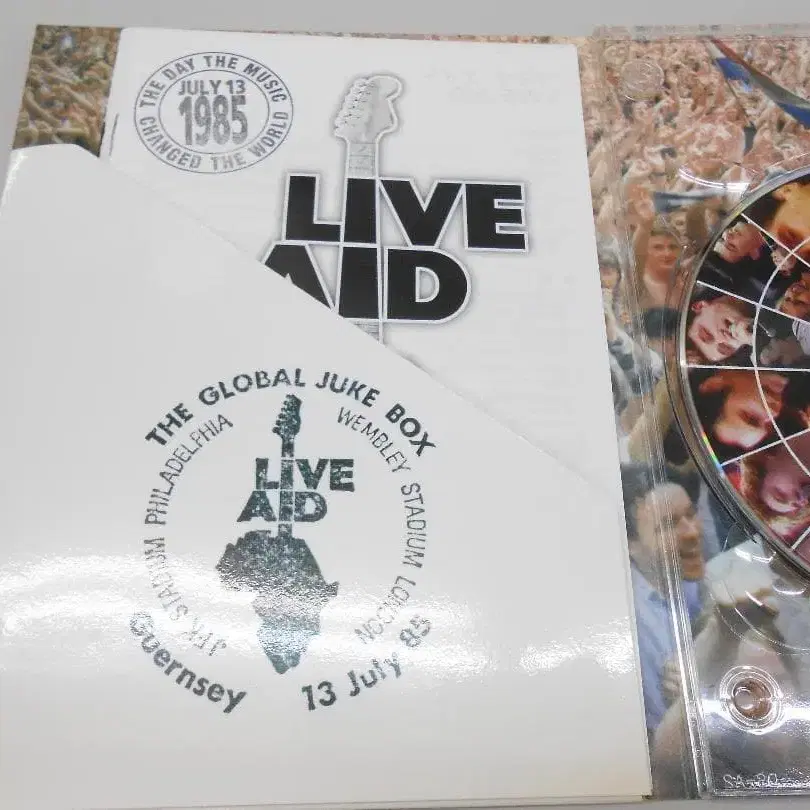 THE DAY THE MUSIC
JULY 13
1985
CHANGED THE WORLD
LIVE
AID
THE GLOBAL JUKE BOX
JFK STADIUM PHILADELPHIA
WEMBLEY STADIUM LONDON
LIVE
AID
Guernsey
13 July 85